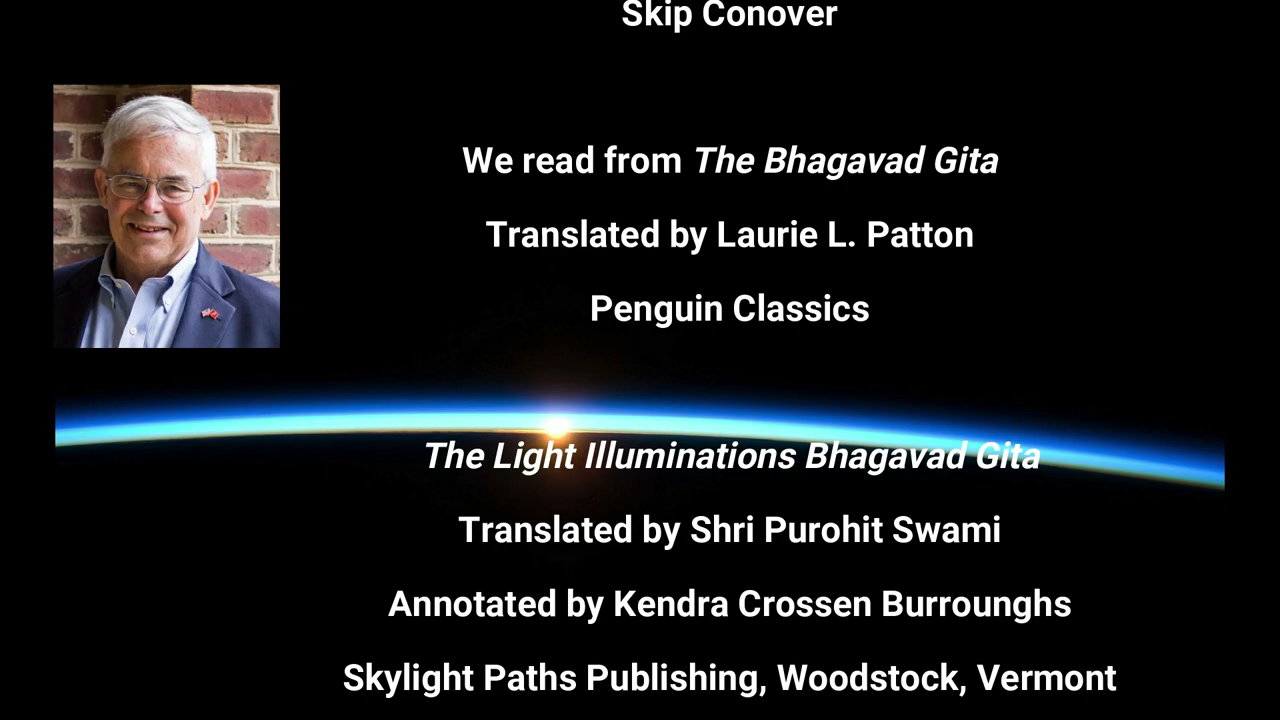 Skip Conover
We read from The Bhagavad Gita
Translated by Laurie L. Patton
Penguin Classics
The Light Illuminations Bhagavad Gita
Translated by Shri Purohit Swami
Annotated by Kendra Crossen Burrounghs
Skylight Paths Publishing, Woodstock, Vermont